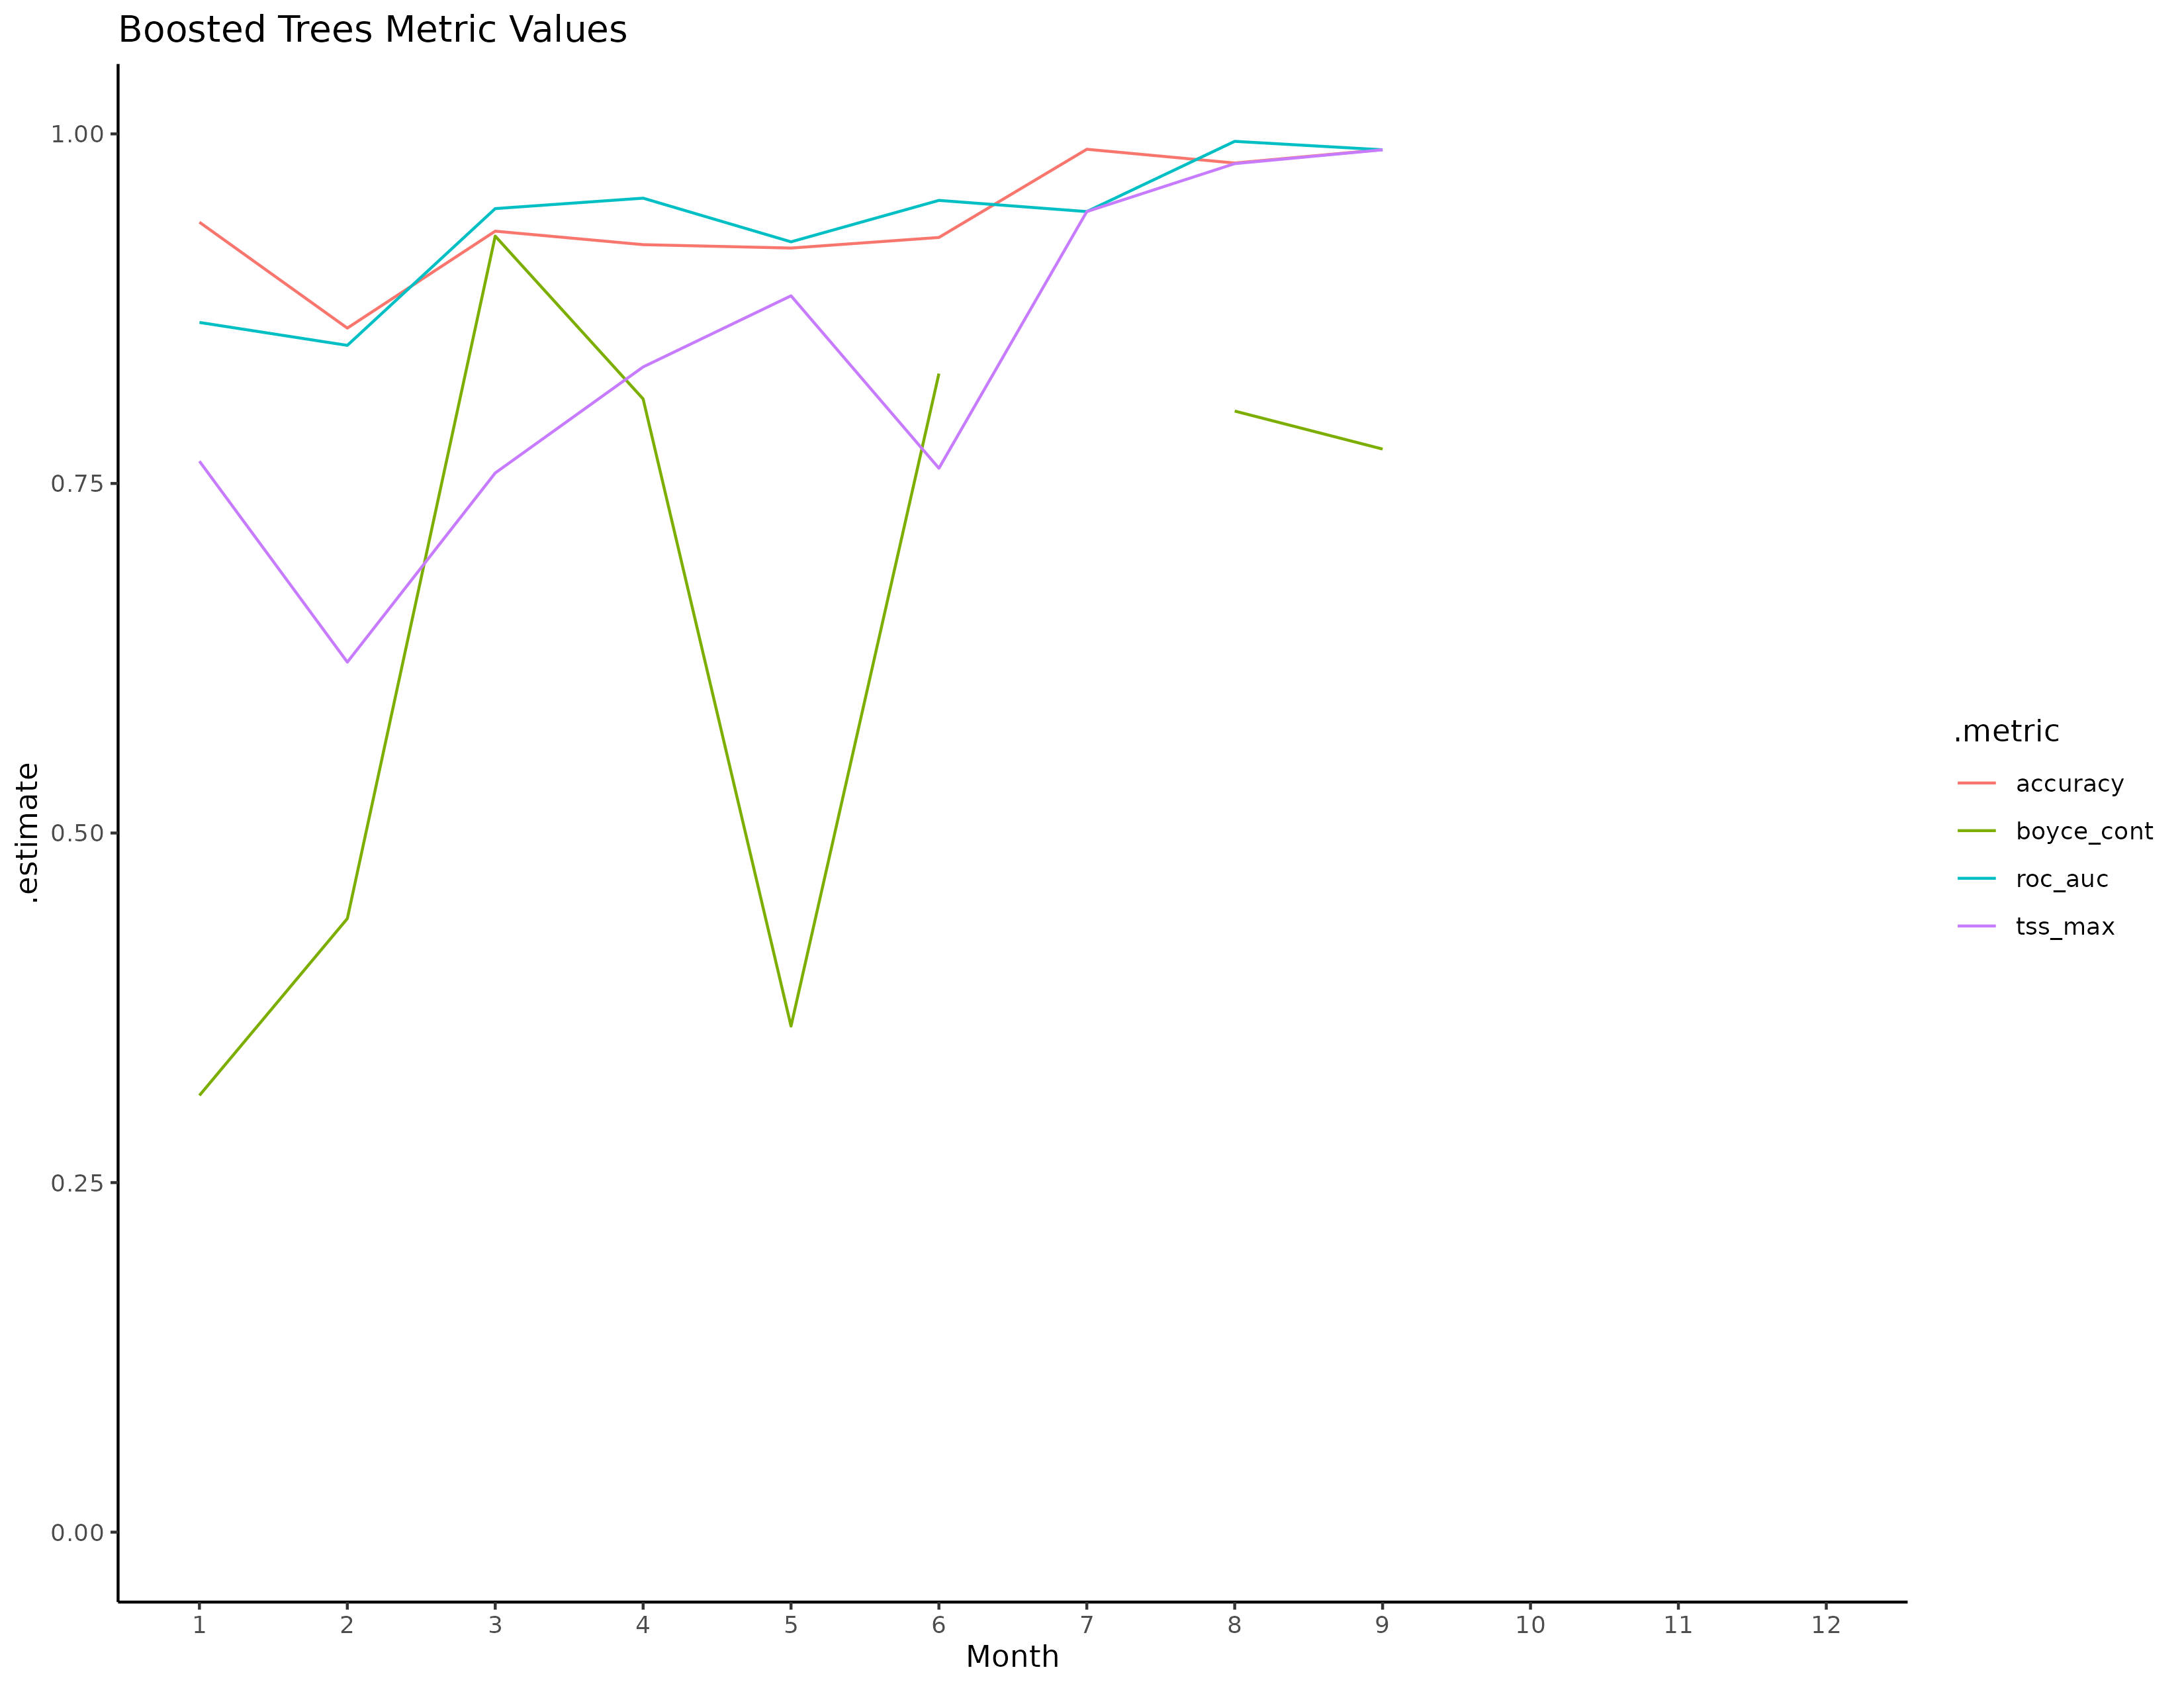 Boosted Trees Metric Values
1.00
0.75
0.50
0.25
0.00
.estimate
1 2 3 4 5 6 7 8 9 10 11 12
Month
.metric
accuracy
boyce_cont
roc_auc
tss_max